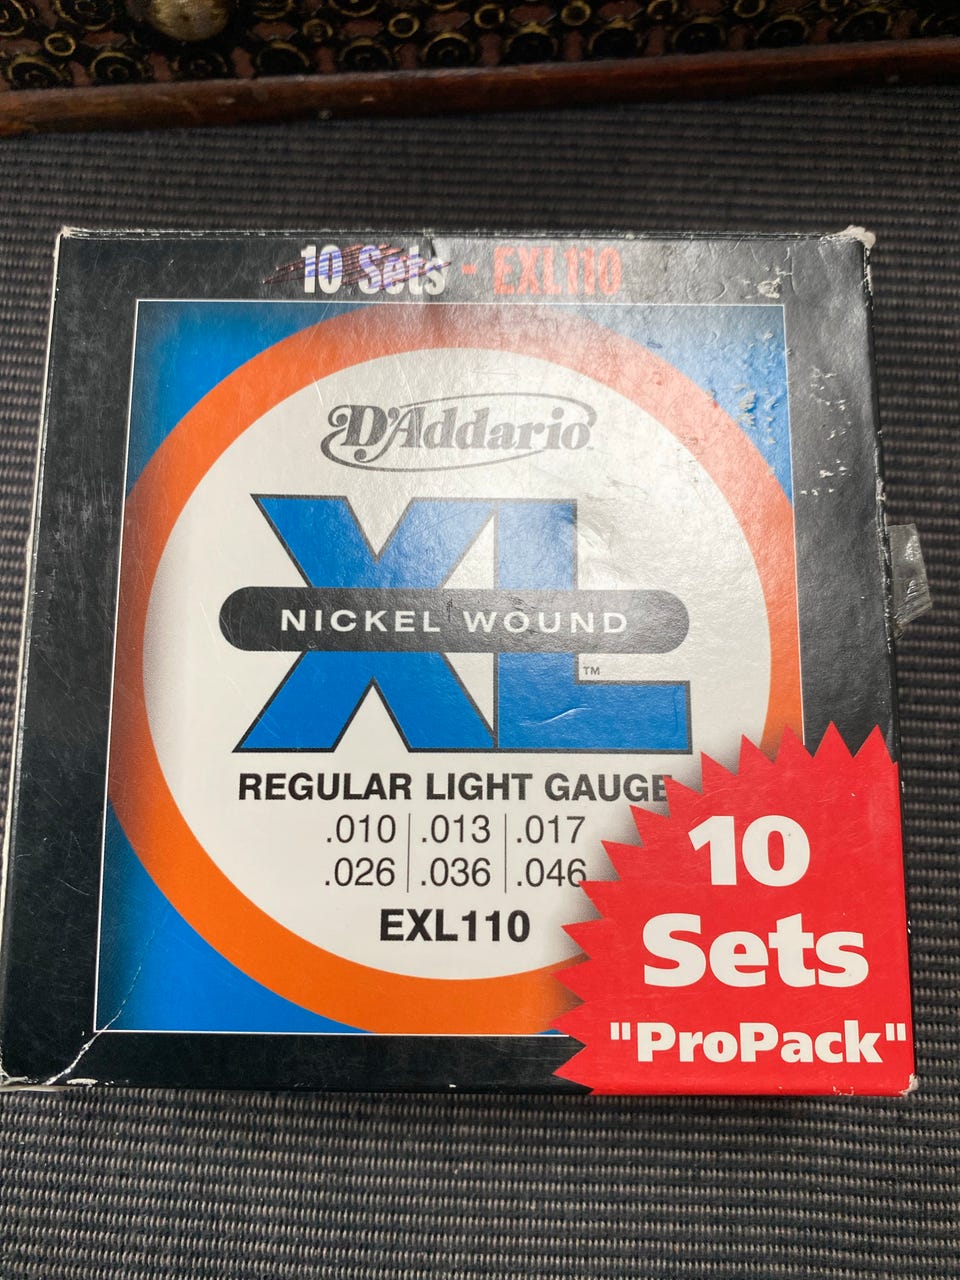 10 Sets - EXL110
D'Addario
XL
NICKEL WOUND
TM
REGULAR LIGHT GAUGE
.010 | .013 | .017
.026 | .036 | .046
EXL110
10
Sets
"ProPack"